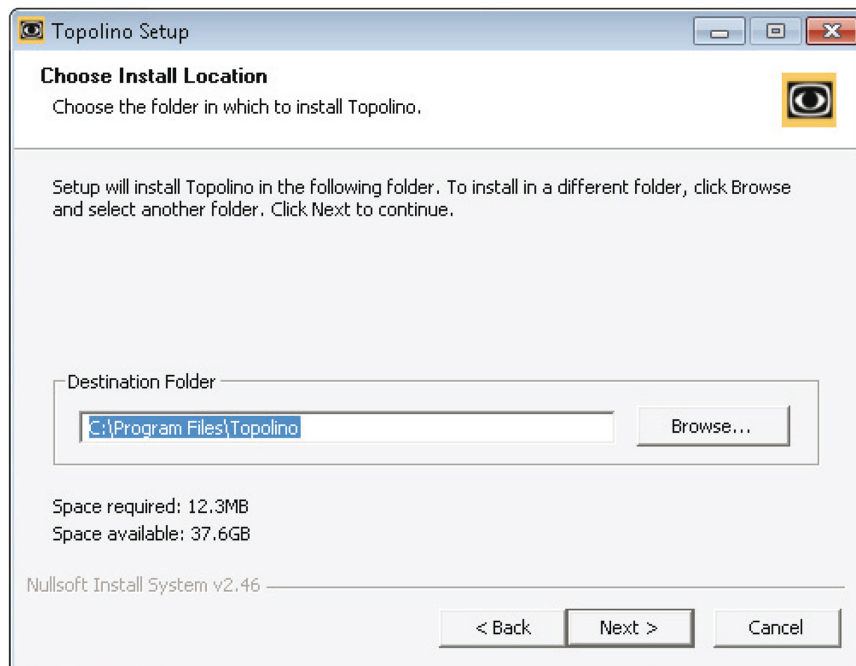 Topolino Setup
Choose Install Location
Choose the folder in which to install Topolino.
Setup will install Topolino in the following folder. To install in a different folder, click Browse
and select another folder. Click Next to continue.
Destination Folder
C:\Program Files\Topolino
Browse...
Space required: 12.3MB
Space available: 37.6GB
Nullsoft Install System v2.46
< Back
Next >
Cancel